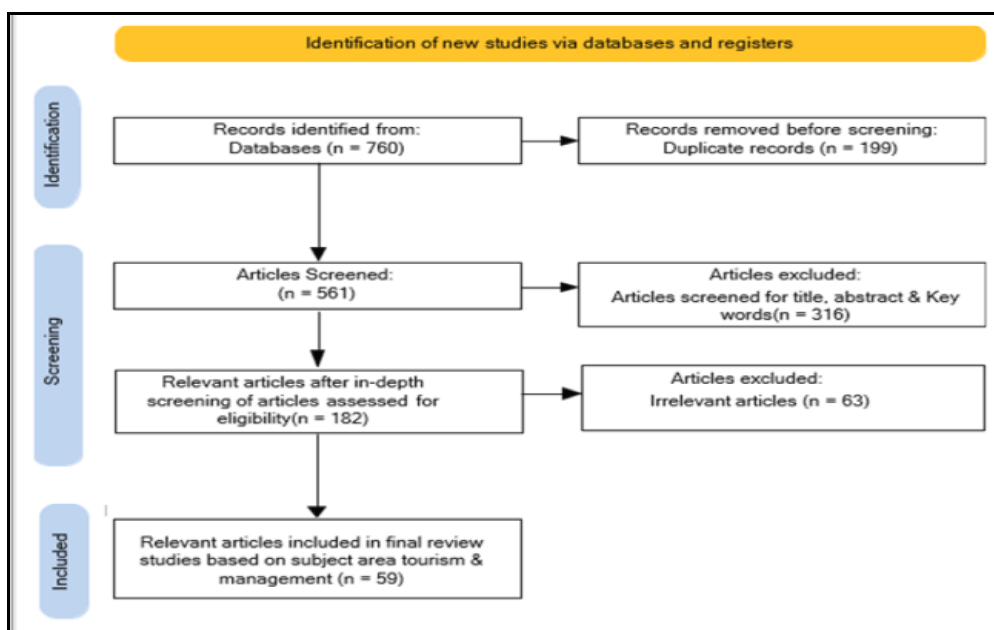 Identification of new studies via databases and registers
Identification
Records identified from:
Databases (n = 760)
Records removed before screening:
Duplicate records (n = 199)
Screening
Articles Screened:
(n = 561)
Articles excluded:
Articles screened for title, abstract & Key
words(n = 316)
Relevant articles after in-depth
screening of articles assessed for
eligibility(n = 182)
Articles excluded:
Irrelevant articles (n = 63)
Included
Relevant articles included in final review
studies based on subject area tourism &
management (n = 59)